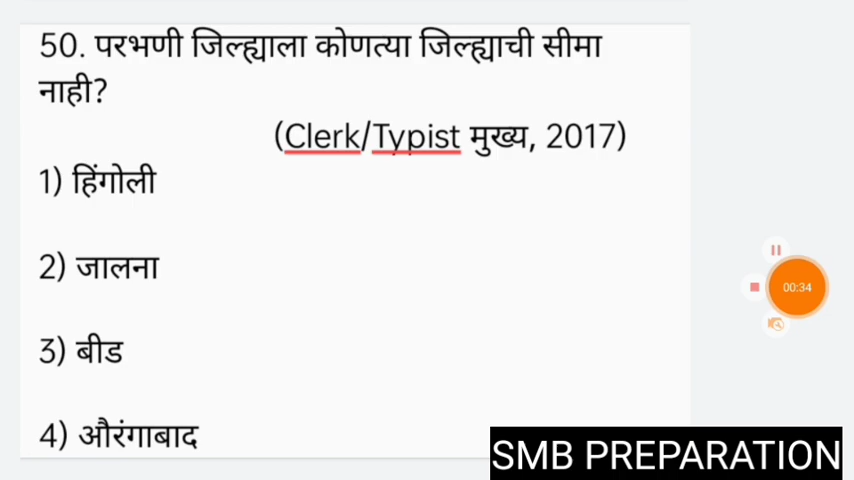 50. परभणी जिल्ह्याला कोणत्या जिल्ह्याची सीमा
नाही?
(Clerk/Typist मुख्य, 2017)
1) हिंगोली
2) जालना
3) बीड
4) औरंगाबाद
00:34
SMB PREPARATION